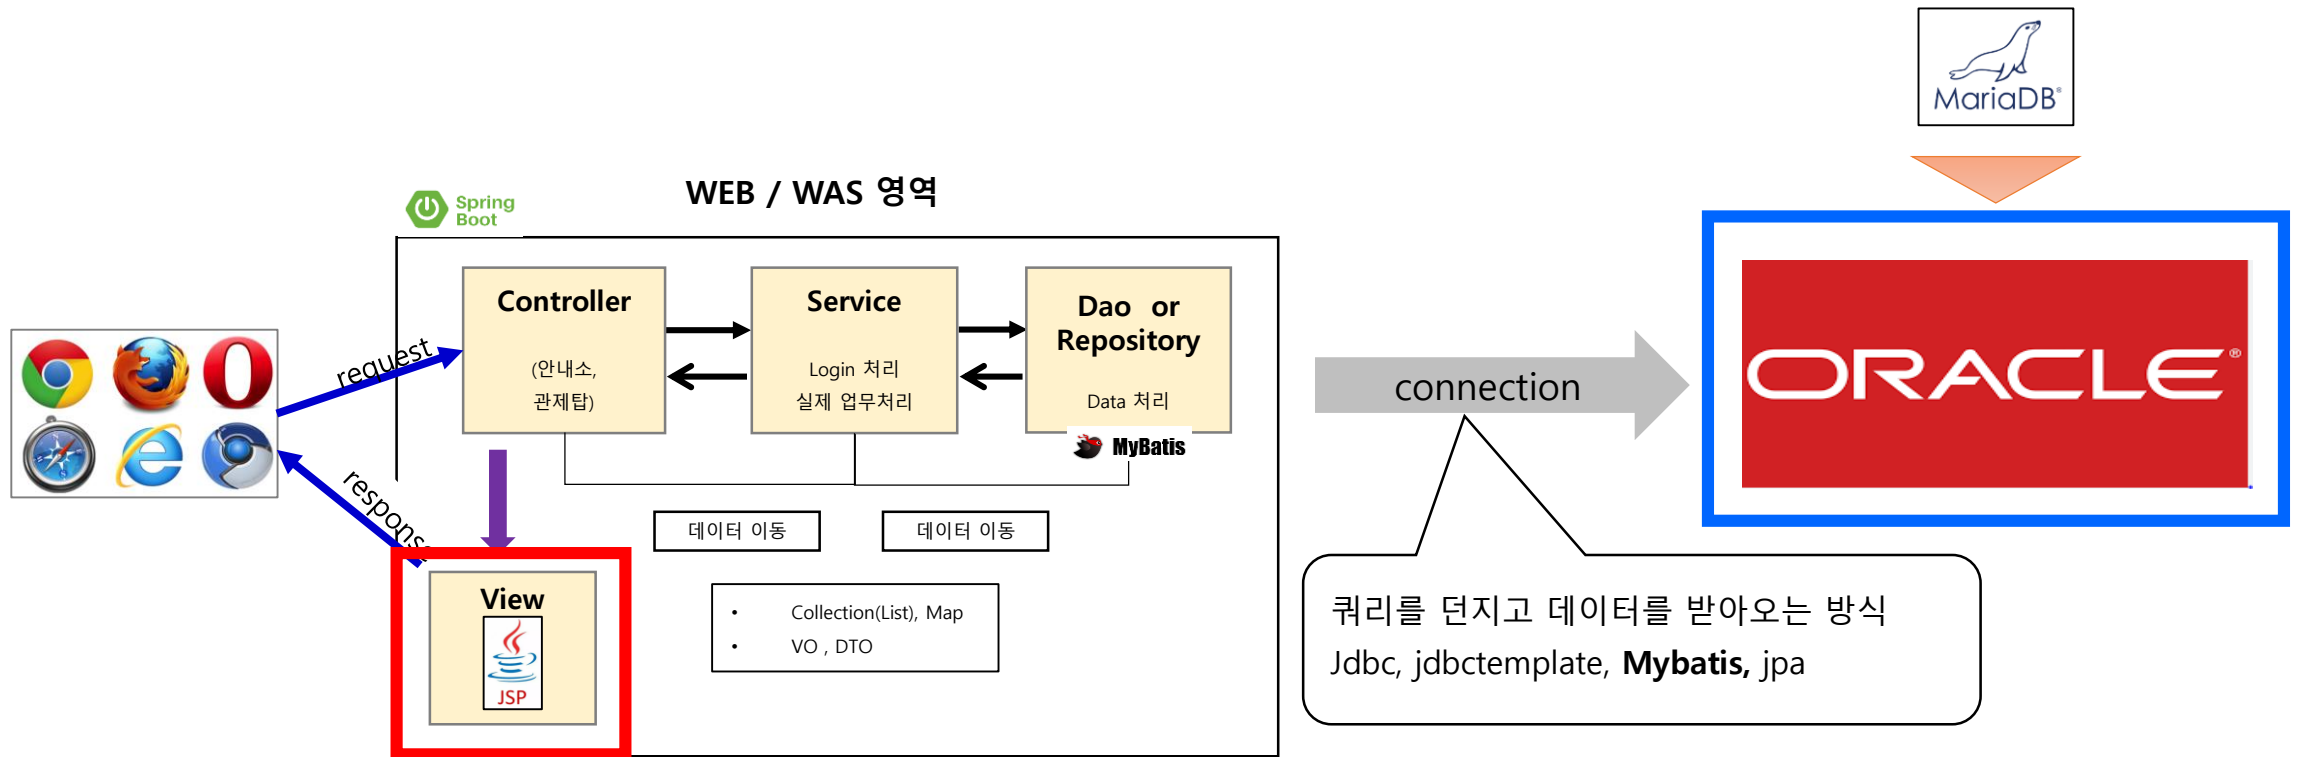 MariaDB®
WEB / WAS 영역
Spring
Boot
Controller
(안내소,
관제탑)
Service
Login 처리
실제 업무처리
Dao or
Repository
Data 처리
MyBatis
request
response
connection
ORACLE®
데이터 이동
데이터 이동
View
JSP
• Collection(List), Map
• VO , DTO
쿼리를 던지고 데이터를 받아오는 방식
Jdbc, jdbctemplate, Mybatis, jpa